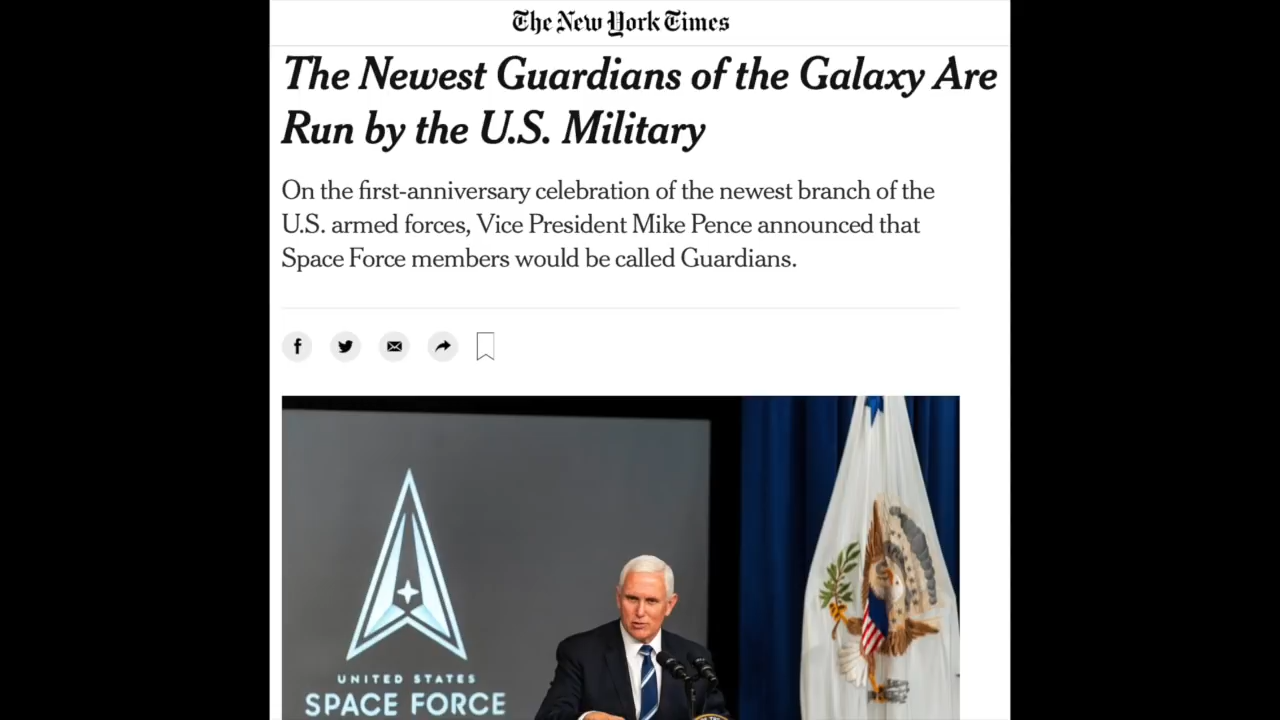 The New York Times
The Newest Guardians of the Galaxy Are
Run by the U.S. Military
On the first-anniversary celebration of the newest branch of the
U.S. armed forces, Vice President Mike Pence announced that
Space Force members would be called Guardians.
UNITED STATES
SPACE FORCE